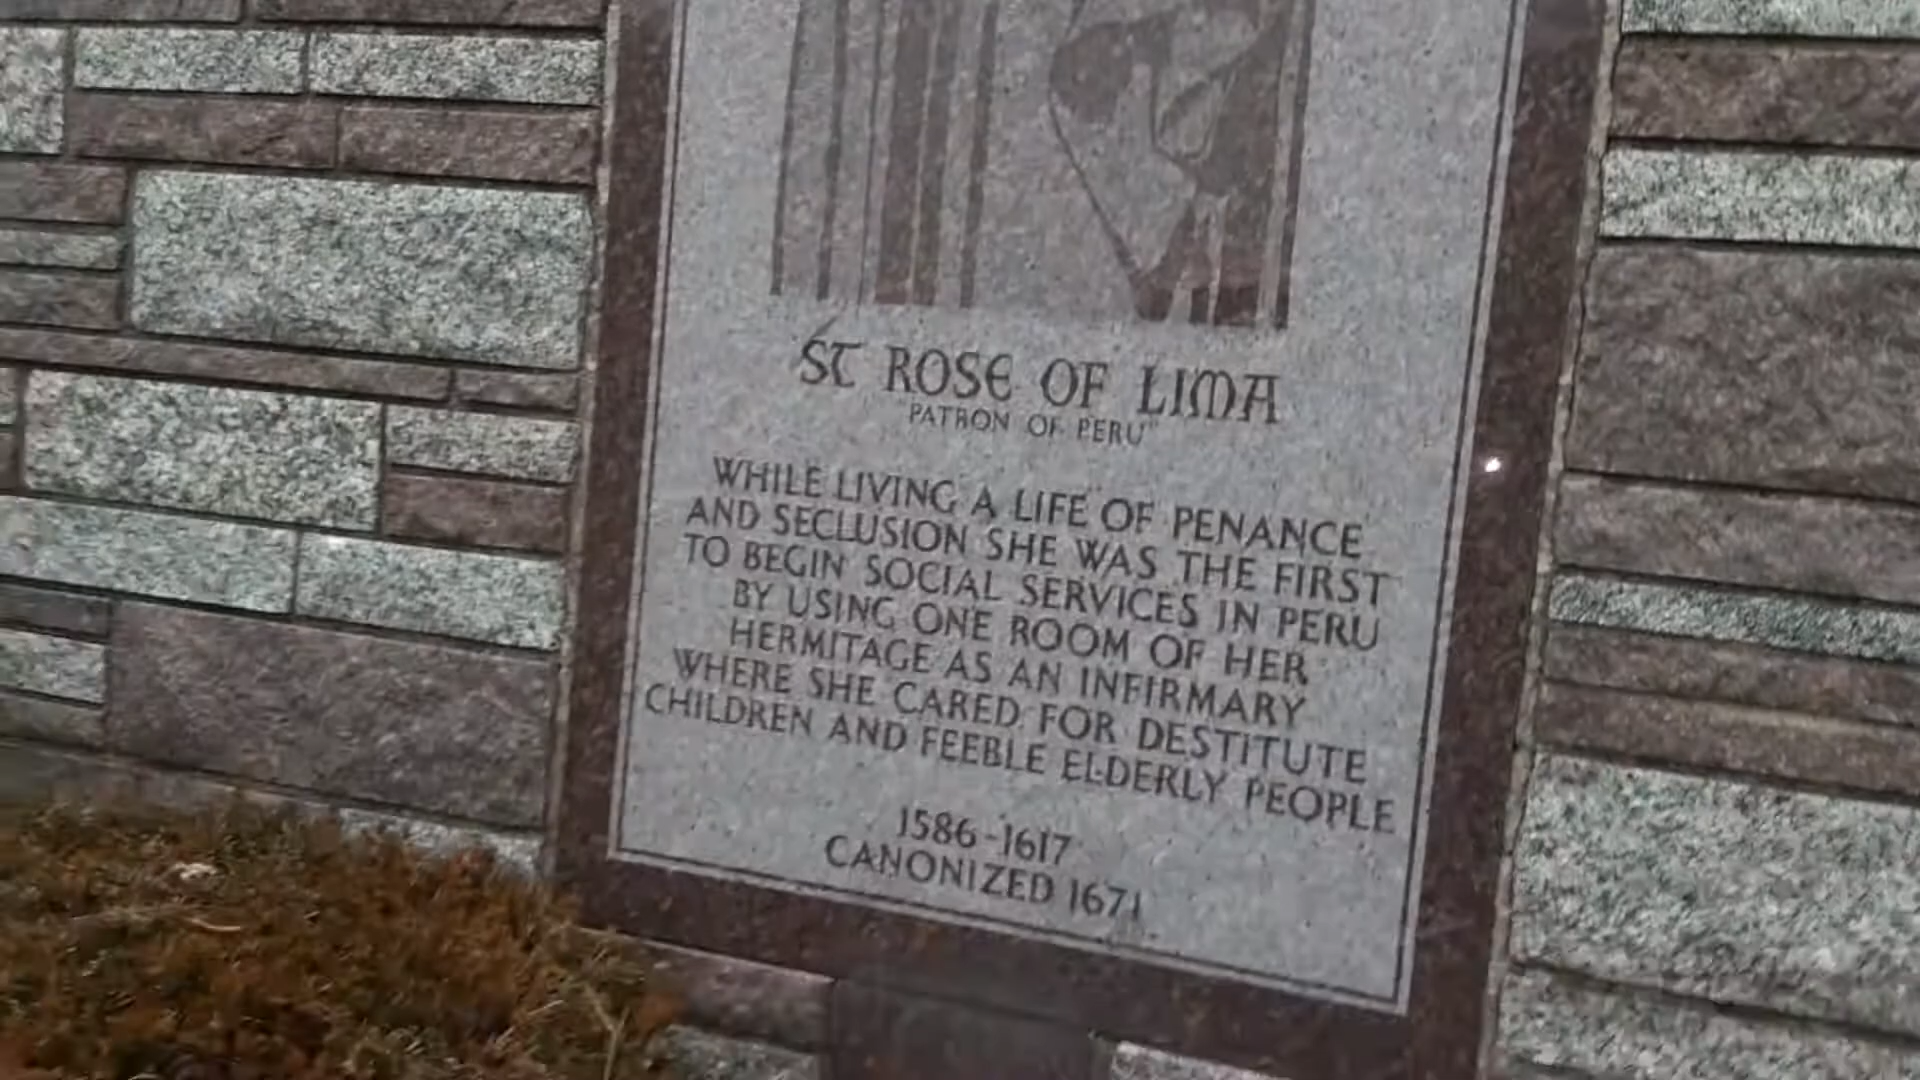 ST ROSE OF LIMA
PATRON OF PERU
WHILE LIVING A LIFE OF PENANCE
AND SECLUSION SHE WAS THE FIRST
TO BEGIN SOCIAL SERVICES IN PERU
BY USING ONE ROOM OF HER
HERMITAGE AS AN INFIRMARY
WHERE SHE CARED FOR DESTITUTE
CHILDREN AND FEEBLE ELDERLY PEOPLE
1586-1617
CANONIZED 1671